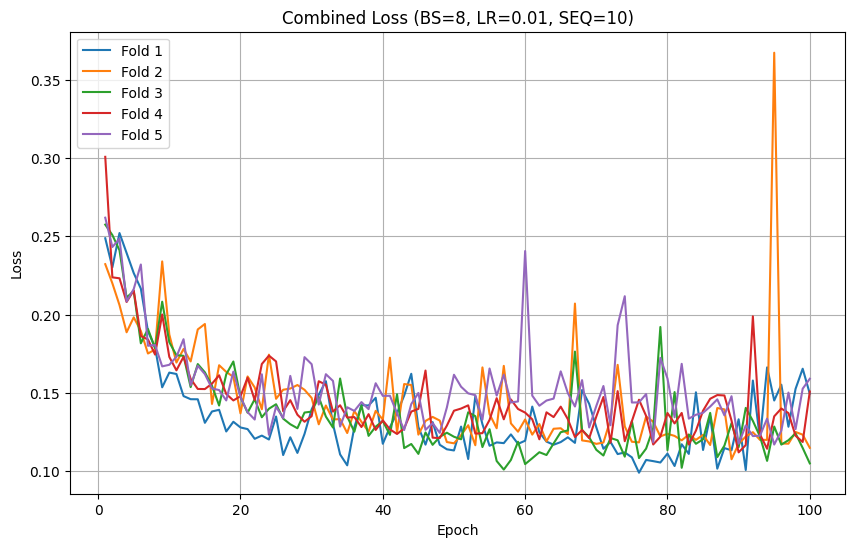 Combined Loss (BS=8, LR=0.01, SEQ=10)
Fold 1
Fold 2
Fold 3
Fold 4
Fold 5
Loss
0.35
0.30
0.25
0.20
0.15
0.10
0
20
40
60
80
100
Epoch